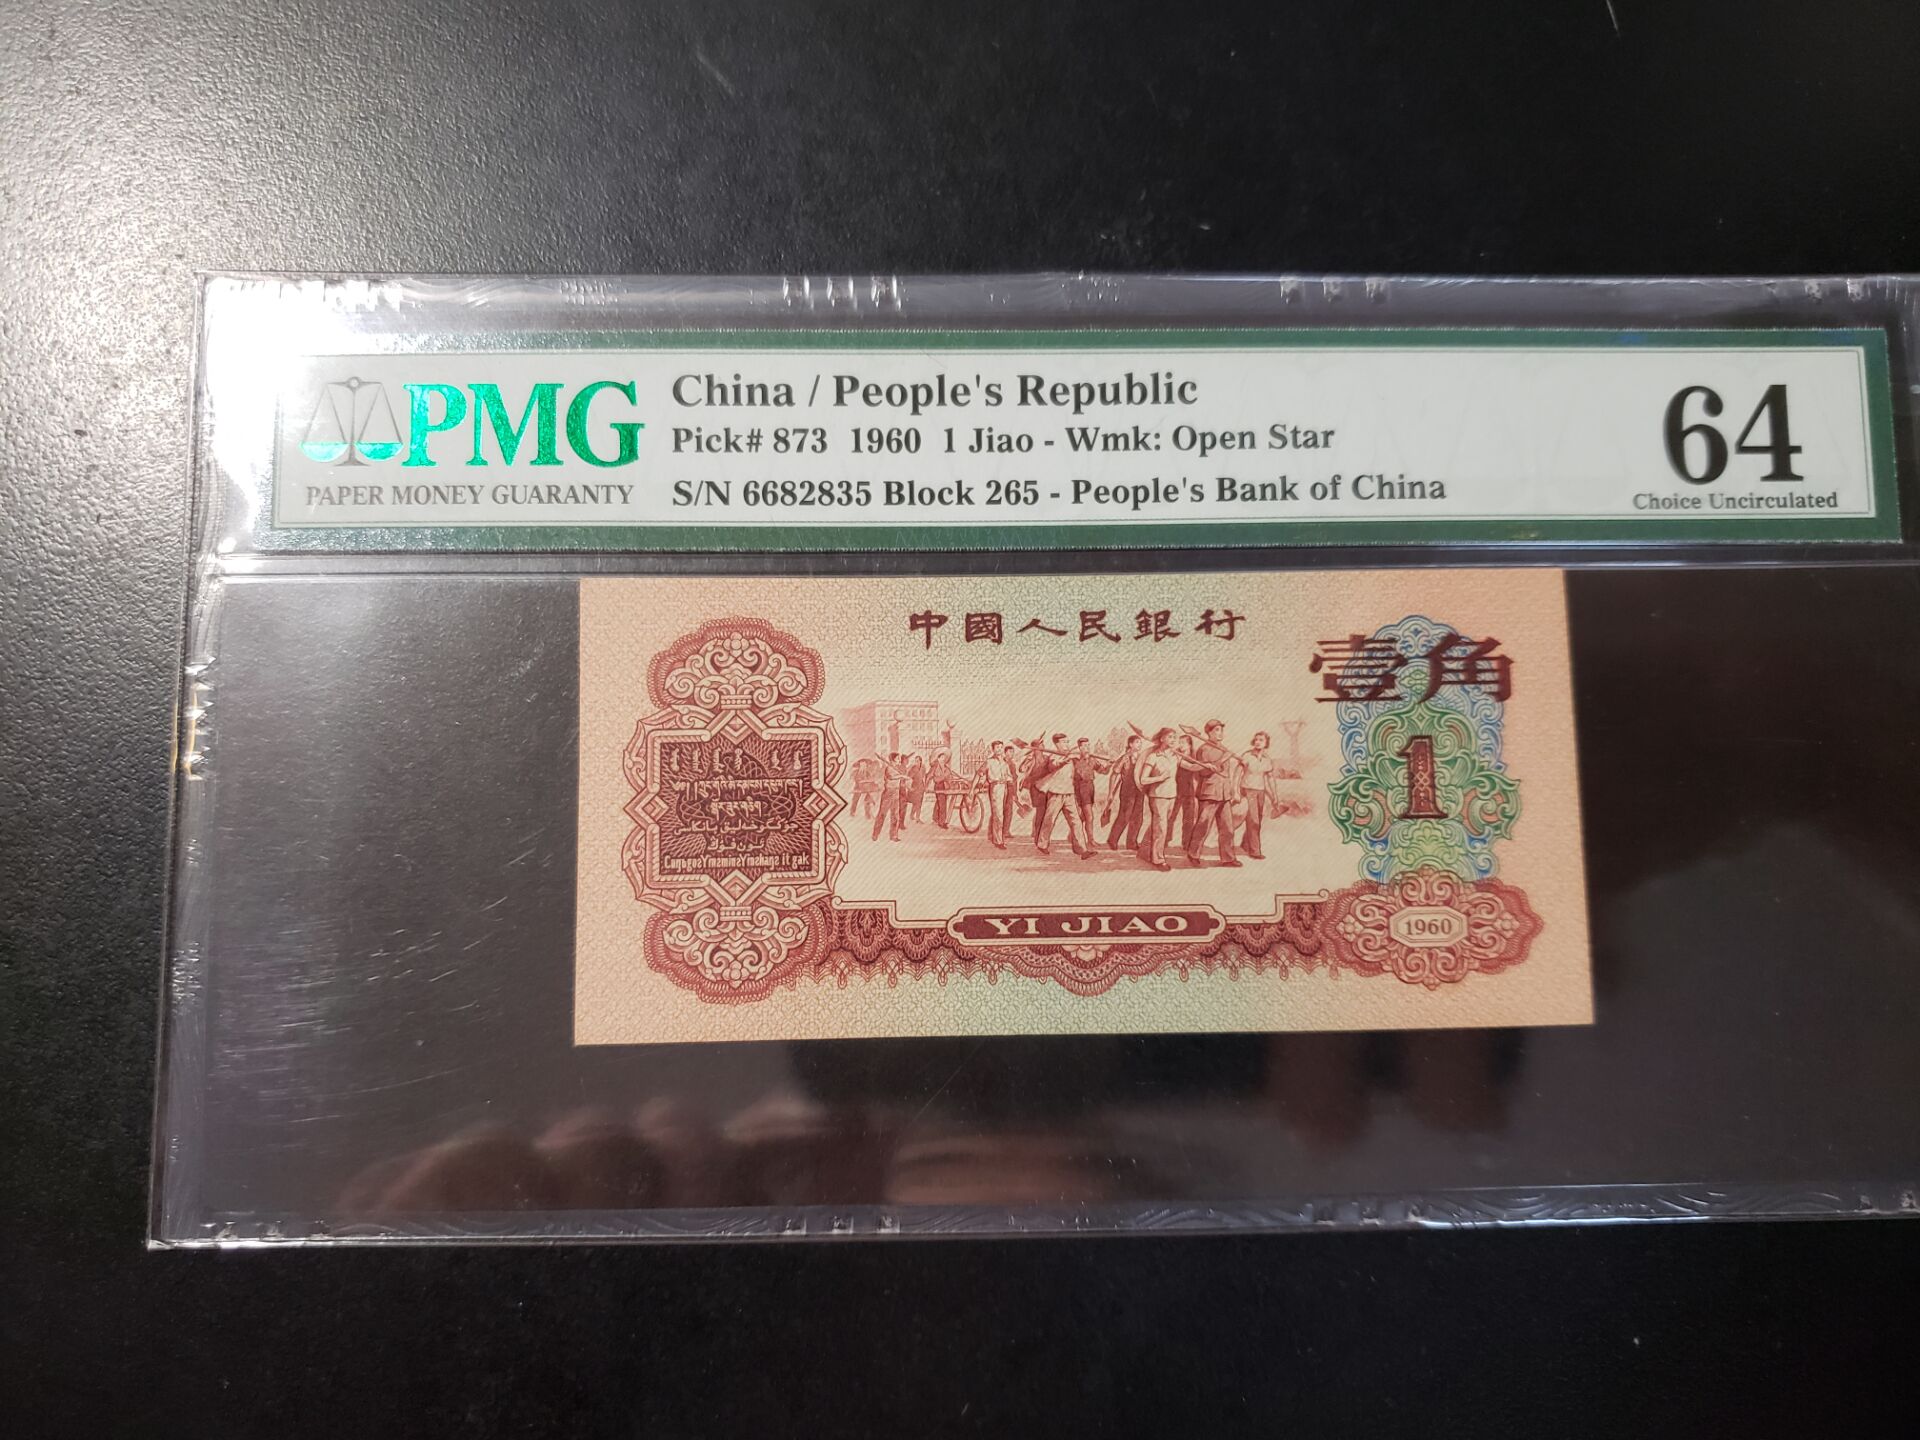 PMG
PAPER MONEY GUARANTY
China / People's Republic
Pick# 873 1960 1 Jiao - Wmk: Open Star
S/N 6682835 Block 265 - People's Bank of China
64
Choice Uncirculated
中國人民銀行
壹角
1
YI JIAO
1960